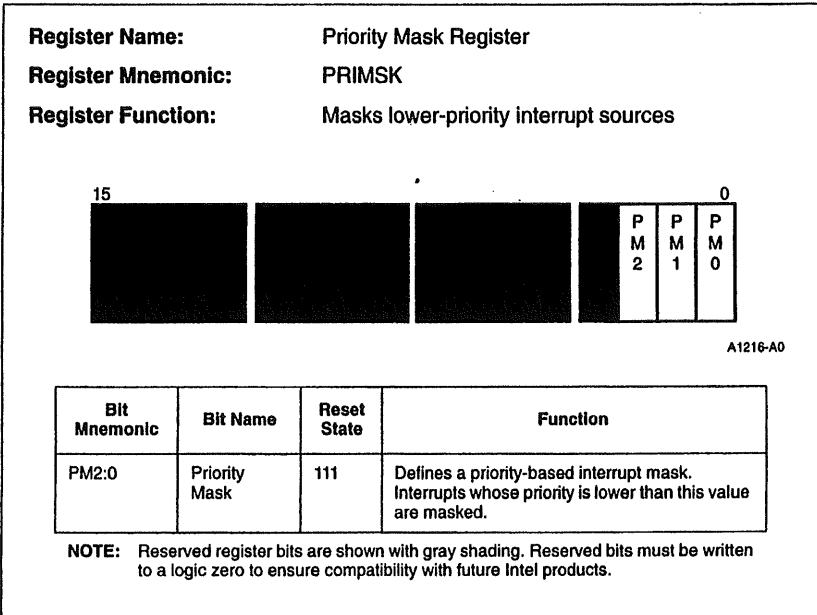 Register Name: Priority Mask Register
Register Mnemonic: PRIMSK
Register Function: Masks lower-priority interrupt sources
15 0
P P P
M M M
2 1 0
A1216-A0
Bit Mnemonic Bit Name Reset State Function
PM2:0 Priority Mask 111 Defines a priority-based interrupt mask.
Interrupts whose priority is lower than this value
are masked.
NOTE: Reserved register bits are shown with gray shading. Reserved bits must be written
to a logic zero to ensure compatibility with future Intel products.